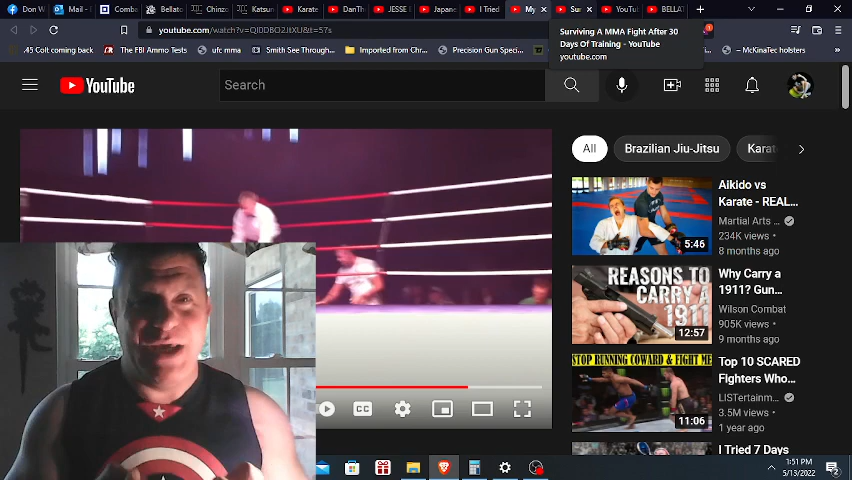 Don W
Mail -
Comba
Bellato
Chinzo
Katsun
Karate
DanTh
JESSE
Japane
I Tried
My
Su
YouTu
BELLAT
youtube.com/watch?v=
&t=57s
.45 Colt coming back
The FBI Ammo Tests
ufc mma
Smith See Through...
Imported from Chr...
Precision Gun Speci...
– McKinaTec holsters
Surviving A MMA Fight After 30
Days Of Training - YouTube
youtube.com
YouTube
Search
All
Brazilian Jiu-Jitsu
Karat
5:46
Aikido vs
Karate - REAL...
Martial Arts ...
234K views •
8 months ago
REASONS TO
CARRY A
1911
12:57
Why Carry a
1911? Gun...
Wilson Combat
905K views •
9 months ago
STOP RUNNING COWARD & FIGHT ME
11:06
Top 10 SCARED
Fighters Who...
LISTertainm...
3.5M views •
1 year ago
I Tried 7 Days
CC
1:51 PM
5/13/2022
2